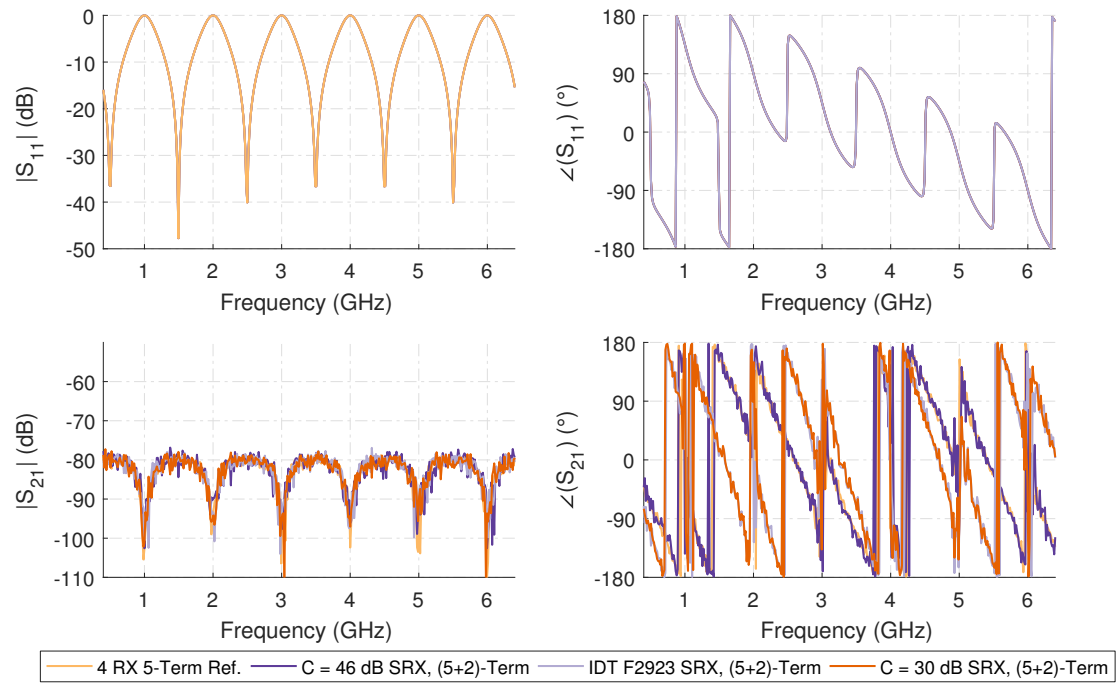 0
-10
-20
-30
-40
-50
|S11| (dB)
1 2 3 4 5 6
Frequency (GHz)
180
90
0
-90
-180
∠(S11) (°)
1 2 3 4 5 6
Frequency (GHz)
-60
-70
-80
-90
-100
-110
|S21| (dB)
1 2 3 4 5 6
Frequency (GHz)
180
90
0
-90
-180
∠(S21) (°)
1 2 3 4 5 6
Frequency (GHz)
4 RX 5-Term Ref. C = 46 dB SRX, (5+2)-Term IDT F2923 SRX, (5+2)-Term C = 30 dB SRX, (5+2)-Term